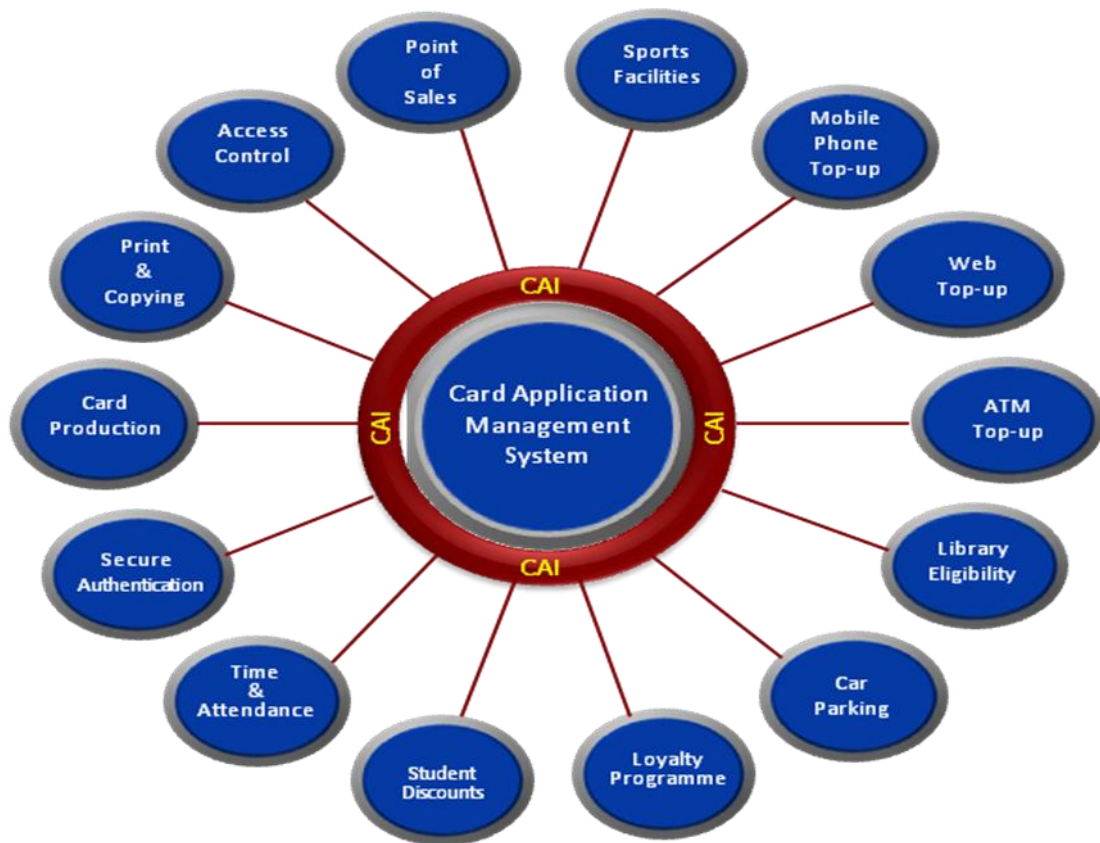 Point
of
Sales
Sports
Facilities
Mobile
Phone
Top-up
Web
Top-up
ATM
Top-up
Library
Eligibility
Car
Parking
Loyalty
Programme
Student
Discounts
Time
&
Attendance
Secure
Authentication
Card
Production
Print
&
Copying
Access
Control
CAI
CAI
CAI
CAI
Card Application
Management
System